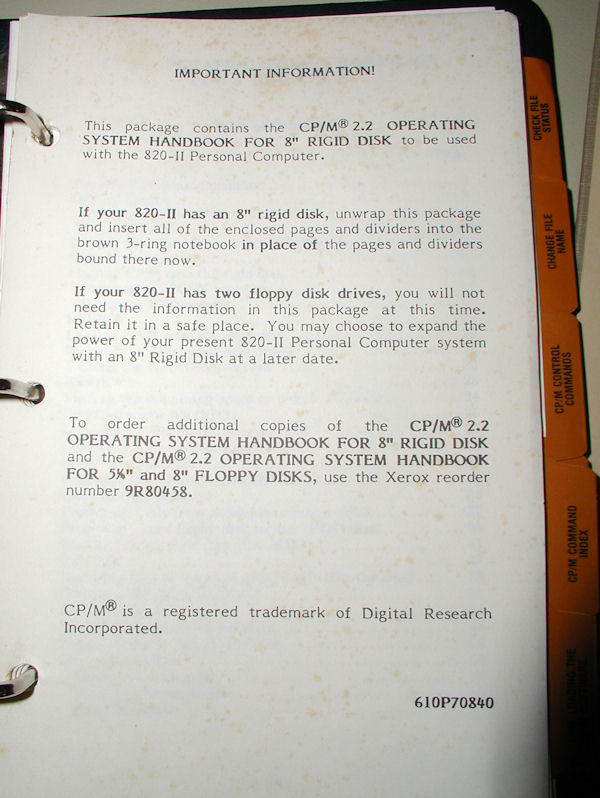 IMPORTANT INFORMATION!
This package contains the CP/M® 2.2 OPERATING
SYSTEM HANDBOOK FOR 8" RIGID DISK to be used
with the 820-II Personal Computer.
If your 820-II has an 8" rigid disk, unwrap this package
and insert all of the enclosed pages and dividers into the
brown 3-ring notebook in place of the pages and dividers
bound there now.
If your 820-II has two floppy disk drives, you will not
need the information in this package at this time.
Retain it in a safe place. You may choose to expand the
power of your present 820-II Personal Computer system
with an 8" Rigid Disk at a later date.
To order additional copies of the CP/M® 2.2
OPERATING SYSTEM HANDBOOK FOR 8" RIGID DISK
and the CP/M® 2.2 OPERATING SYSTEM HANDBOOK
FOR 5¼" and 8" FLOPPY DISKS, use the Xerox reorder
number 9R80458.
CP/M® is a registered trademark of Digital Research
Incorporated.
610P70840
CHECK FILE
STATUS
CHANGE FILE
NAME
CP/M CONTROL
COMMANDS
CP/M COMMAND
INDEX
LOADING THE
SOFTWARE